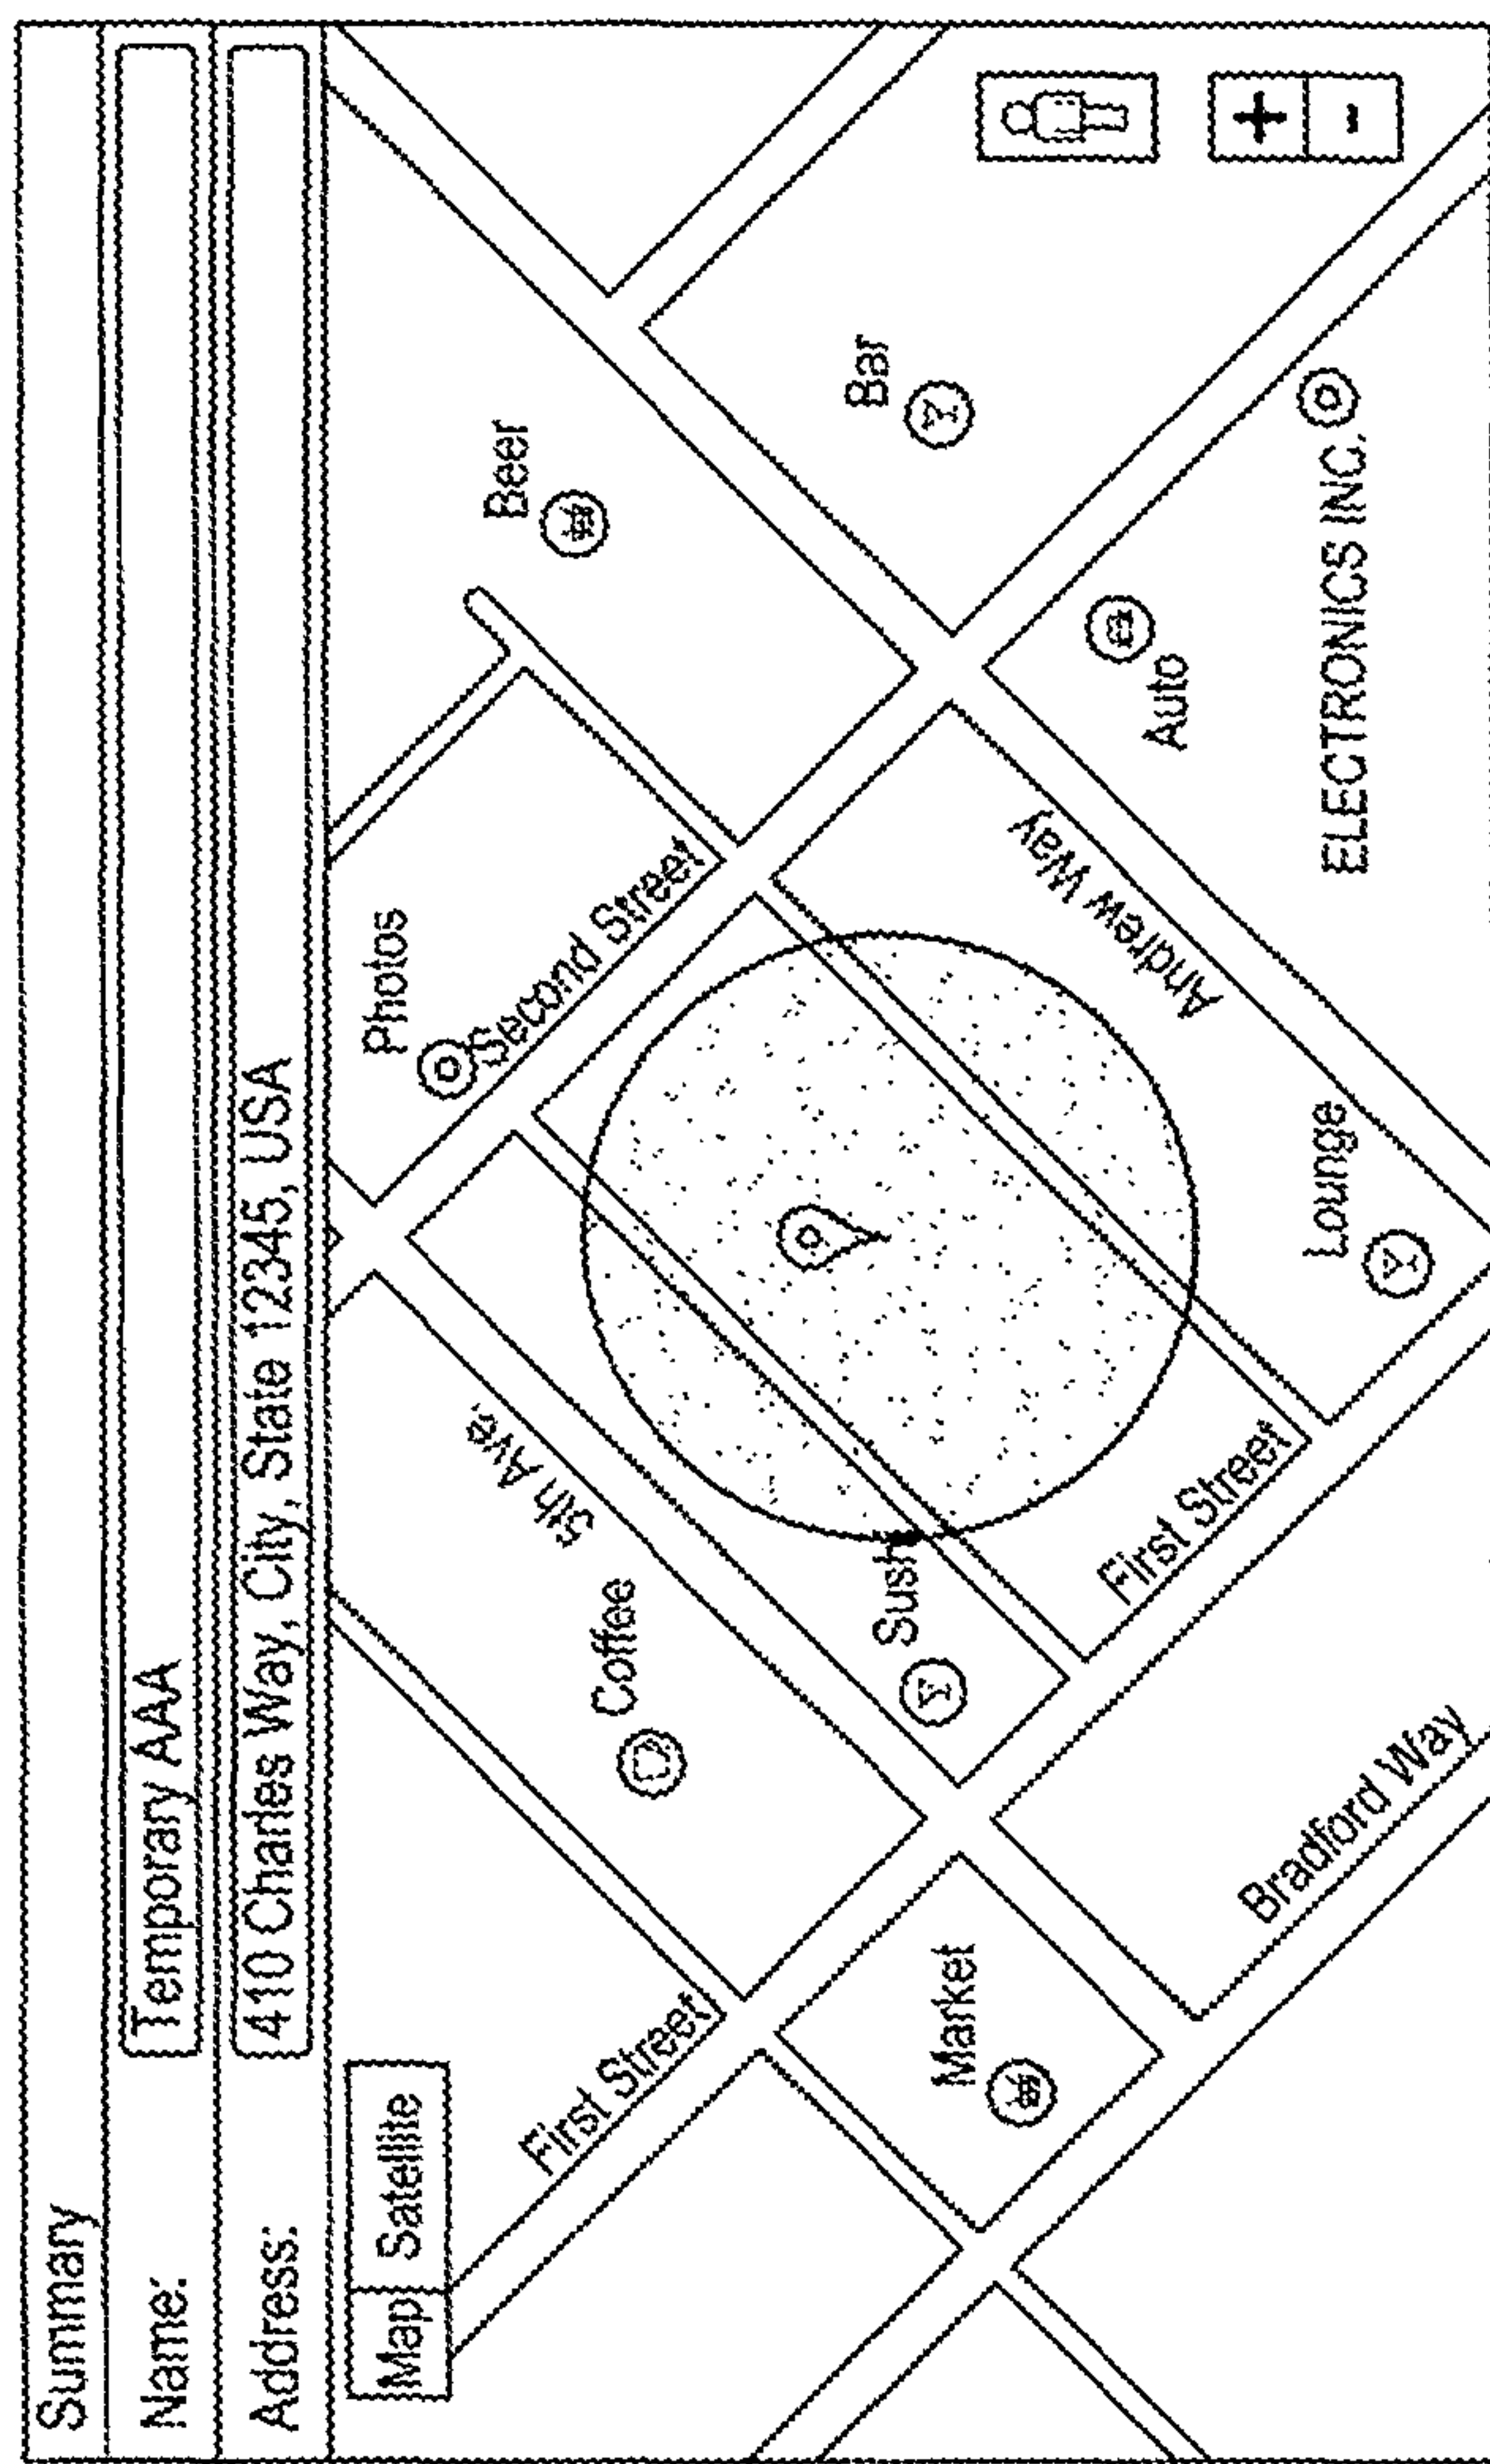 Summary
Name: Temporary AAA
Address: 410 Charles Way, City, State 12345, USA
Map Satellite
Photos
Second Street
Beer
First Street
5th Ave.
Coffee
Bar
Sush
Market
Andrew Way
Auto
First Street
Lounge
ELECTRONICS INC.
Bradford Way
+
-